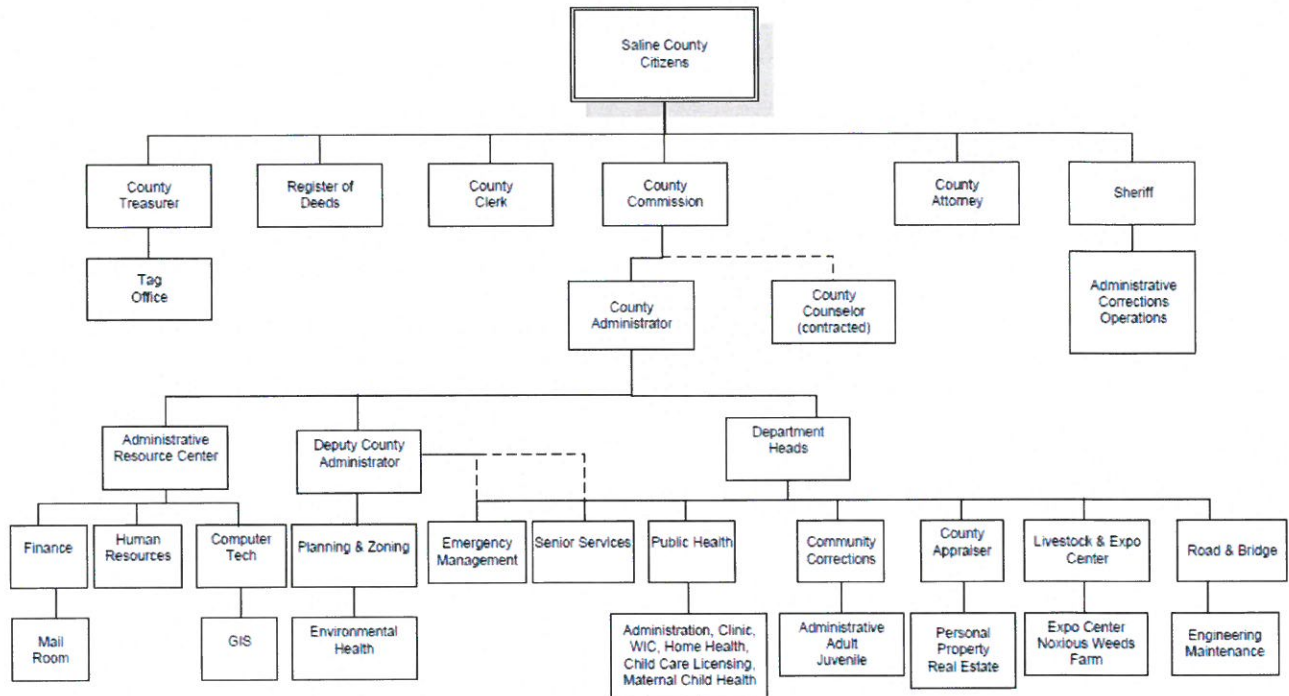 Saline County
Citizens
County
Treasurer
Register of
Deeds
County
Clerk
County
Commission
County
Attorney
Sheriff
Tag
Office
County
Administrator
County
Counselor
(contracted)
Administrative
Corrections
Operations
Administrative
Resource Center
Deputy County
Administrator
Department
Heads
Finance
Human
Resources
Computer
Tech
Planning & Zoning
Emergency
Management
Senior Services
Public Health
Community
Corrections
County
Appraiser
Livestock & Expo
Center
Road & Bridge
Mail
Room
GIS
Environmental
Health
Administration, Clinic,
WIC, Home Health,
Child Care Licensing,
Maternal Child Health
Administrative
Adult
Juvenile
Personal
Property
Real Estate
Expo Center
Noxious Weeds
Farm
Engineering
Maintenance